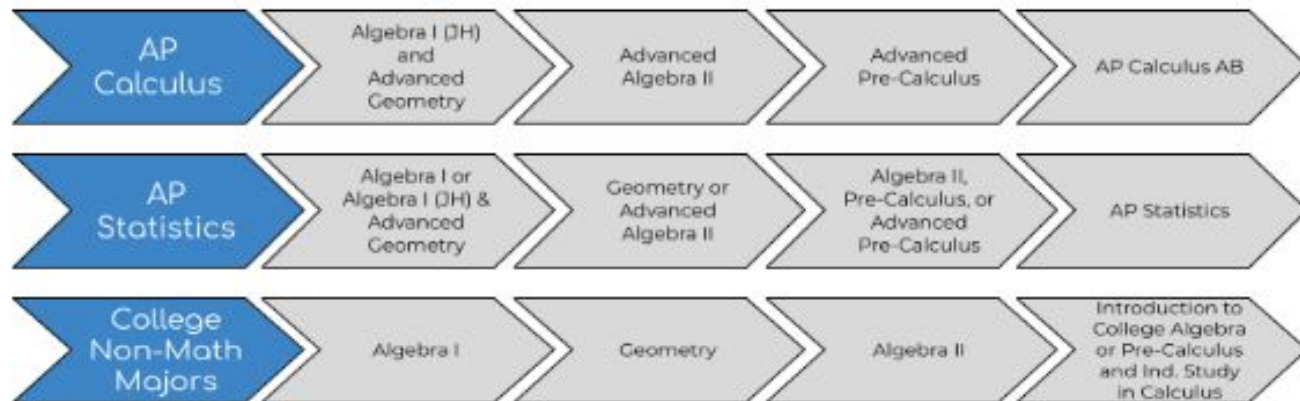 AP
Calculus
Algebra I (JH)
and
Advanced
Geometry
Advanced
Algebra II
Advanced
Pre-Calculus
AP Calculus AB
AP
Statistics
Algebra I or
Algebra I (JH) &
Advanced
Geometry
Geometry or
Advanced
Algebra II
Algebra II,
Pre-Calculus, or
Advanced
Pre-Calculus
AP Statistics
College
Non-Math
Majors
Algebra I
Geometry
Algebra II
Introduction to
College Algebra
or Pre-Calculus
and Ind. Study
in Calculus